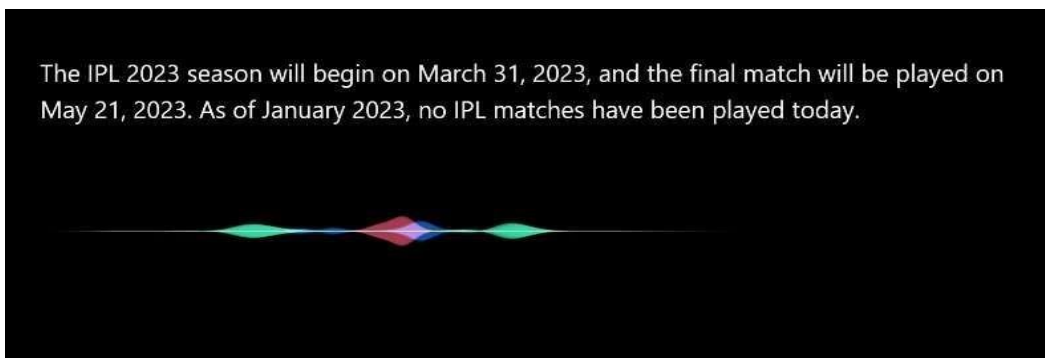 The IPL 2023 season will begin on March 31, 2023, and the final match will be played on
May 21, 2023. As of January 2023, no IPL matches have been played today.